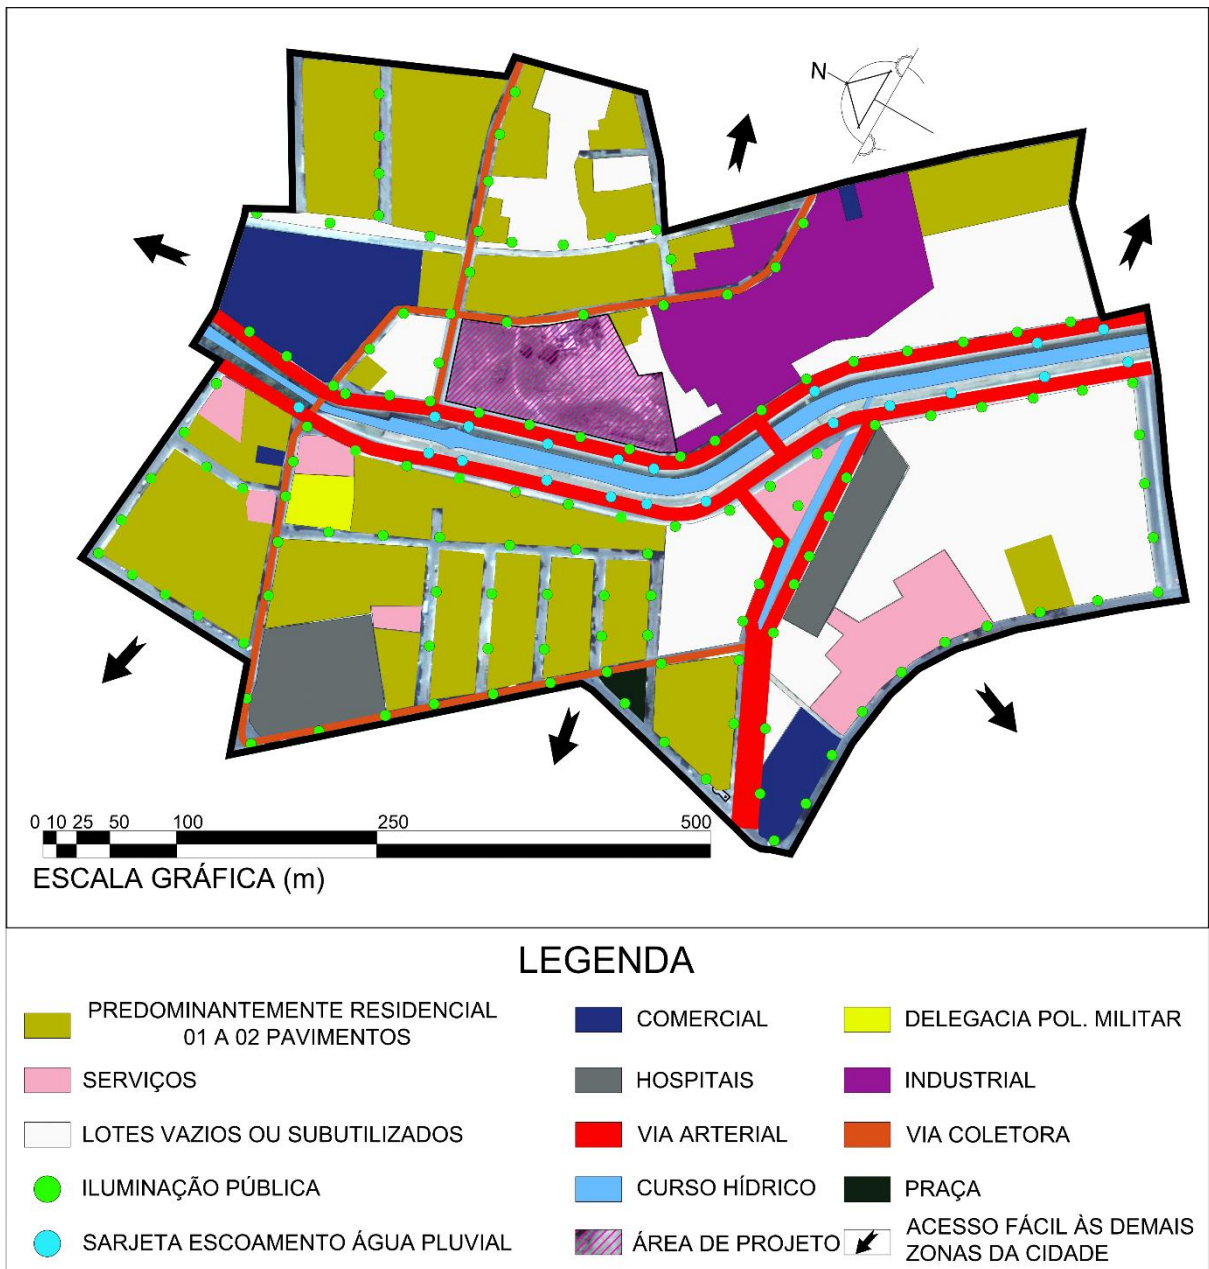 N
0 10 25 50 100 250 500
ESCALA GRÁFICA (m)
LEGENDA
PREDOMINANTEMENTE RESIDENCIAL
01 A 02 PAVIMENTOS
COMERCIAL
DELEGACIA POL. MILITAR
SERVIÇOS
HOSPITAIS
INDUSTRIAL
LOTES VAZIOS OU SUBUTILIZADOS
VIA ARTERIAL
VIA COLETORA
ILUMINAÇÃO PÚBLICA
CURSO HÍDRICO
PRAÇA
SARJETA ESCOAMENTO ÁGUA PLUVIAL
ÁREA DE PROJETO
ACESSO FÁCIL ÀS DEMAIS
ZONAS DA CIDADE